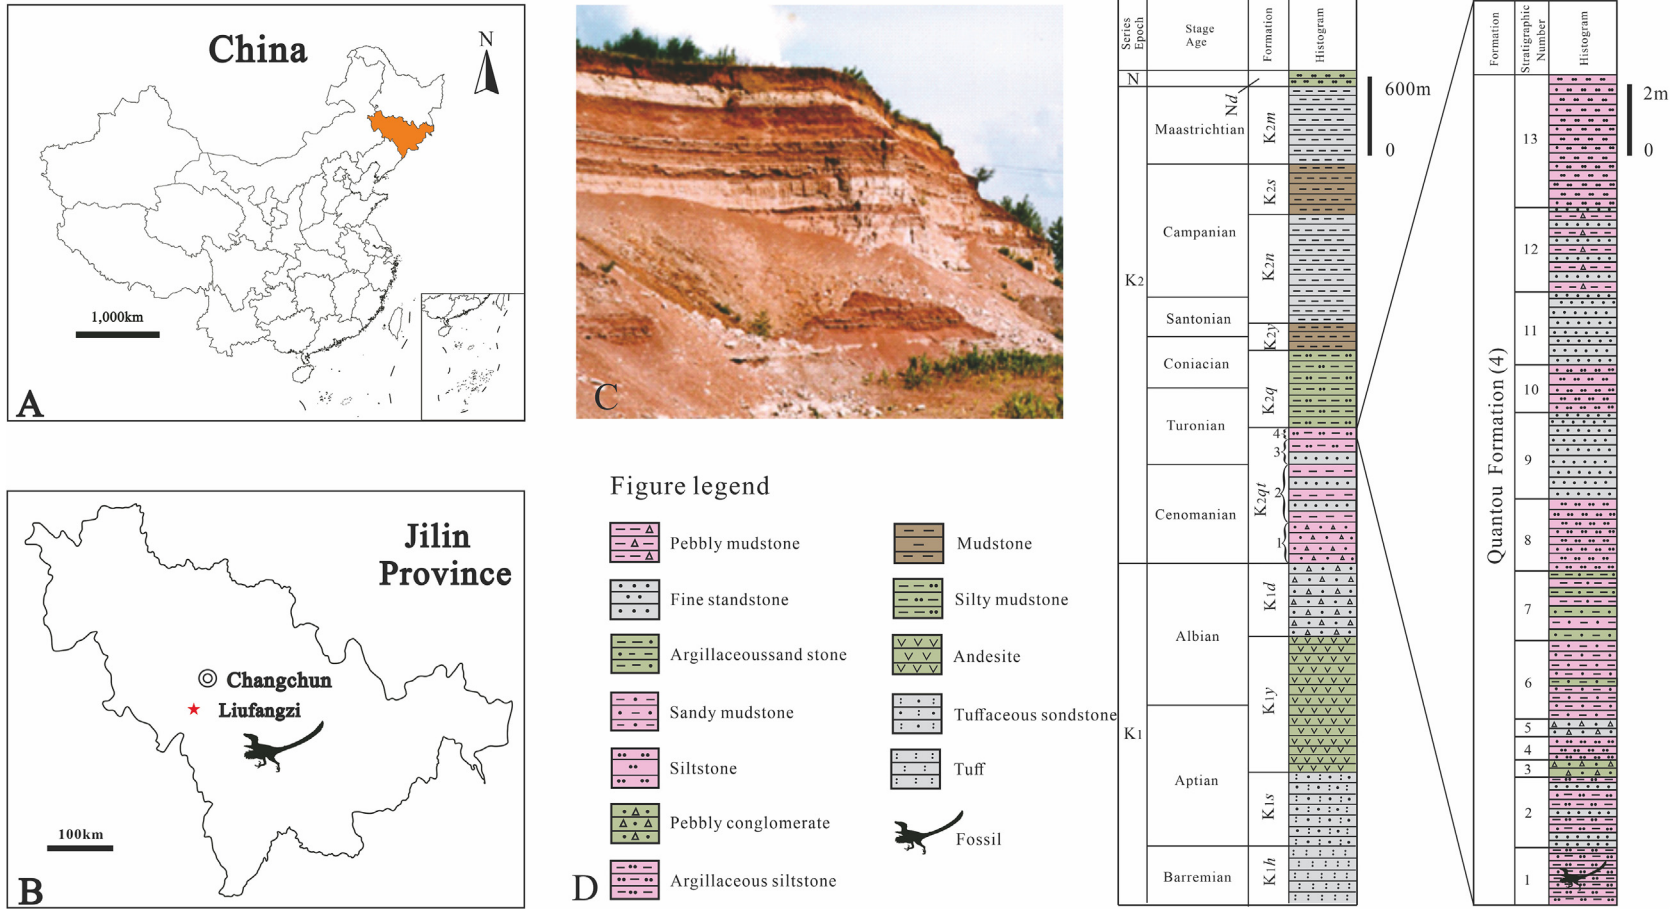 China
N
1,000km
A
Jilin
Province
Changchun
Liufangzi
100km
B
C
Figure legend
Pebbly mudstone
Fine standstone
Argillaceoussand stone
Sandy mudstone
Siltstone
Pebbly conglomerate
Argillaceous siltstone
Mudstone
Silty mudstone
Andesite
Tuffaceous sondstone
Tuff
Fossil
D
Series
Epoch
Stage
Age
Formation
Histogram
N
Nd
K2
Maastrichtian
K2m
Campanian
K2s
K2n
Santonian
K2y
Coniacian
K2q
Turonian
4
3
K2qt
2
Cenomanian
1
K1
Albian
K1d
K1y
Aptian
K1s
Barremian
K1h
600m
0
Formation
Stratigraphic
Number
Histogram
Quantou Formation (4)
13
12
11
10
9
8
7
6
5
4
3
2
1
2m
0